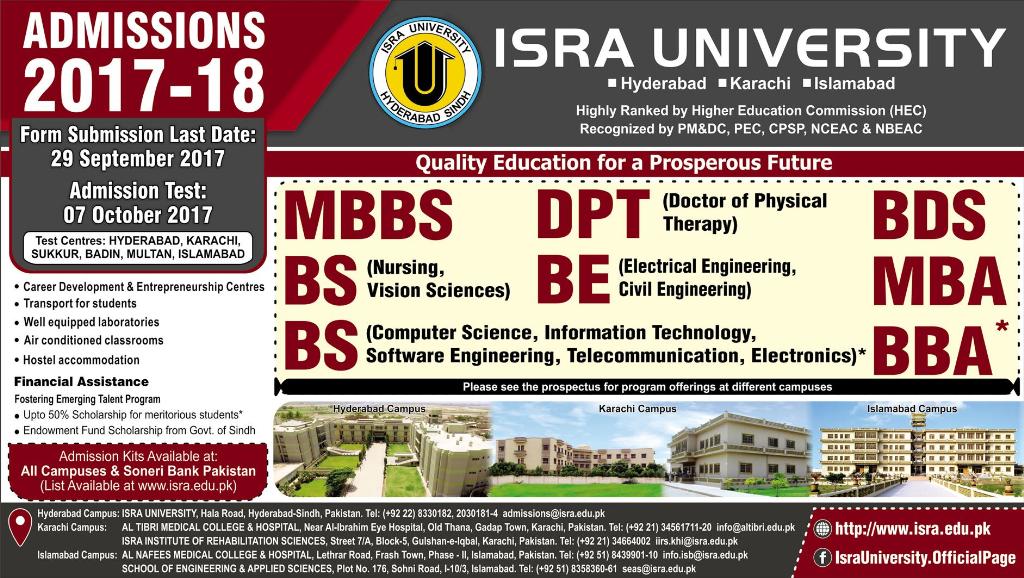 ADMISSIONS
2017-18
Form Submission Last Date:
29 September 2017
Admission Test:
07 October 2017
Test Centres: HYDERABAD, KARACHI,
SUKKUR, BADIN, MULTAN, ISLAMABAD
• Career Development & Entrepreneurship Centres
• Transport for students
• Well equipped laboratories
• Air conditioned classrooms
• Hostel accommodation
Financial Assistance
Fostering Emerging Talent Program
• Upto 50% Scholarship for meritorious students*
• Endowment Fund Scholarship from Govt. of Sindh
Admission Kits Available at:
All Campuses & Soneri Bank Pakistan
(List Available at www.isra.edu.pk)
ISRA UNIVERSITY
HYDERABAD SINDH
ISRA UNIVERSITY
■ Hyderabad ■ Karachi ■ Islamabad
Highly Ranked by Higher Education Commission (HEC)
Recognized by PM&DC, PEC, CPSP, NCEAC & NBEAC
Quality Education for a Prosperous Future
MBBS DPT (Doctor of Physical Therapy) BDS
BS (Nursing, Vision Sciences) BE (Electrical Engineering, Civil Engineering) MBA
BS (Computer Science, Information Technology,
Software Engineering, Telecommunication, Electronics)* BBA*
Please see the prospectus for program offerings at different campuses
Hyderabad Campus Karachi Campus Islamabad Campus
Hyderabad Campus: ISRA UNIVERSITY, Hala Road, Hyderabad-Sindh, Pakistan. Tel: (+92 22) 8330182, 2030181-4 admissions@isra.edu.pk
Karachi Campus: AL TIBRI MEDICAL COLLEGE & HOSPITAL, Near Al-Ibrahim Eye Hospital, Old Thana, Gadap Town, Karachi, Pakistan. Tel: (+92 21) 34561711-20 info@altibri.edu.pk
ISRA INSTITUTE OF REHABILITATION SCIENCES, Street 7/A, Block-5, Gulshan-e-Iqbal, Karachi, Pakistan. Tel: (+92 21) 34664002 iirs.khi@isra.edu.pk
Islamabad Campus: AL NAFEES MEDICAL COLLEGE & HOSPITAL, Lethrar Road, Frash Town, Phase - II, Islamabad, Pakistan. Tel: (+92 51) 8439901-10 info.isb@isra.edu.pk
SCHOOL OF ENGINEERING & APPLIED SCIENCES, Plot No. 176, Sohni Road, I-10/3, Islamabad. Tel: (+92 51) 8358360-61 seas@isra.edu.pk
http://www.isra.edu.pk
IsraUniversity.OfficialPage